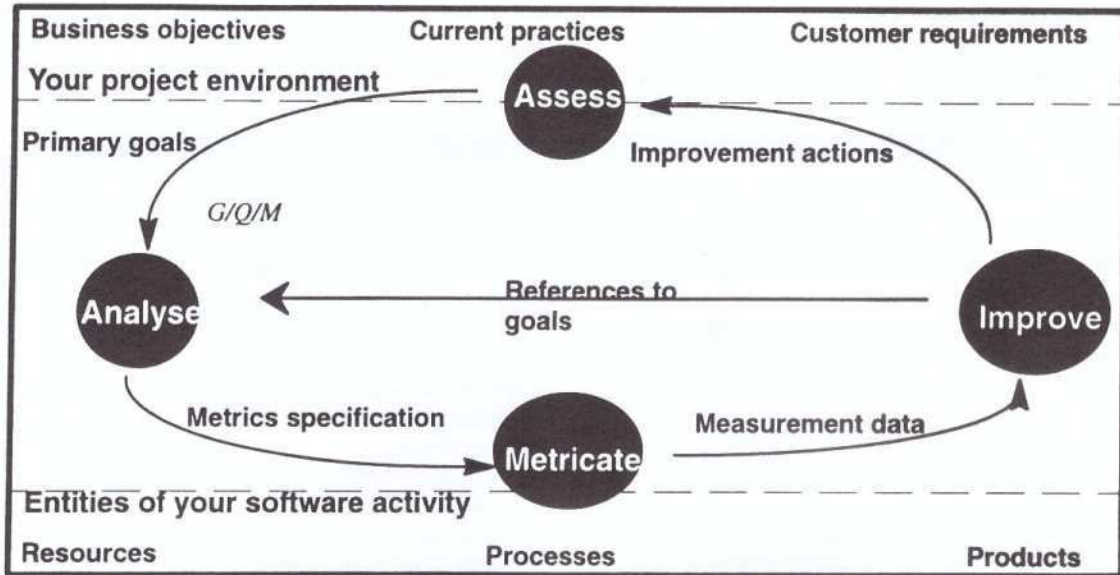 Business objectives
Current practices
Customer requirements
Your project environment
Assess
Primary goals
Improvement actions
G/Q/M
Analyse
References to
goals
Improve
Metrics specification
Metricate
Measurement data
Entities of your software activity
Resources
Processes
Products